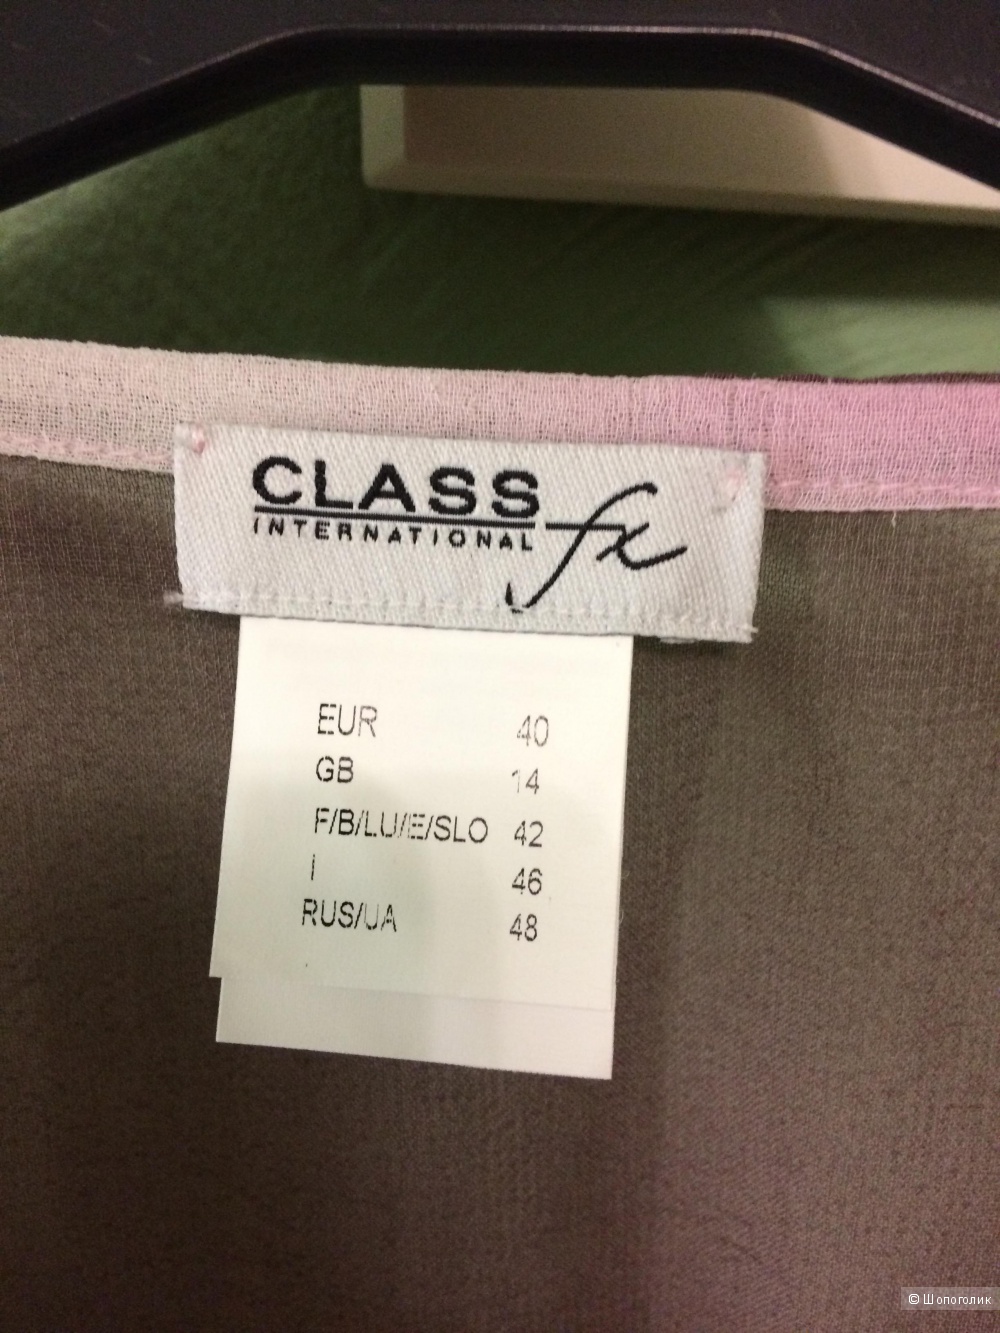 CLASS
INTERNATIONAL fx
EUR 40
GB 14
F/B/LU/E/SLO 42
I 46
RUS/UA 48
© Шопоголик